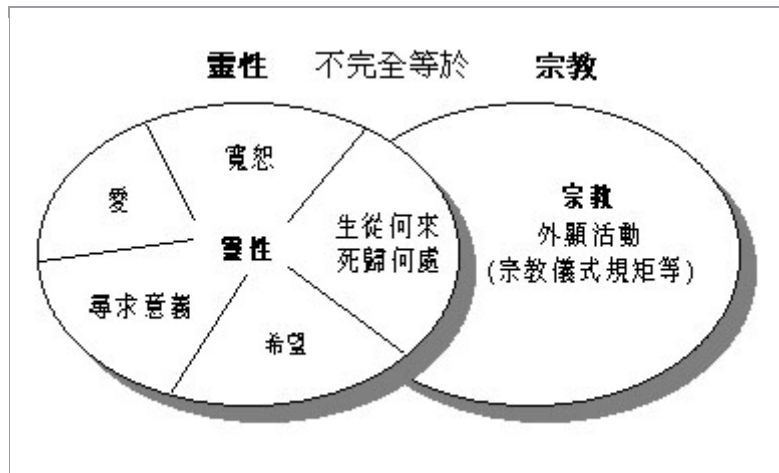 靈性 不完全等於 宗教
寬恕
愛
生從何來
死歸何處
靈性
尋求意義
希望
宗教
外顯活動
(宗教儀式規矩等)